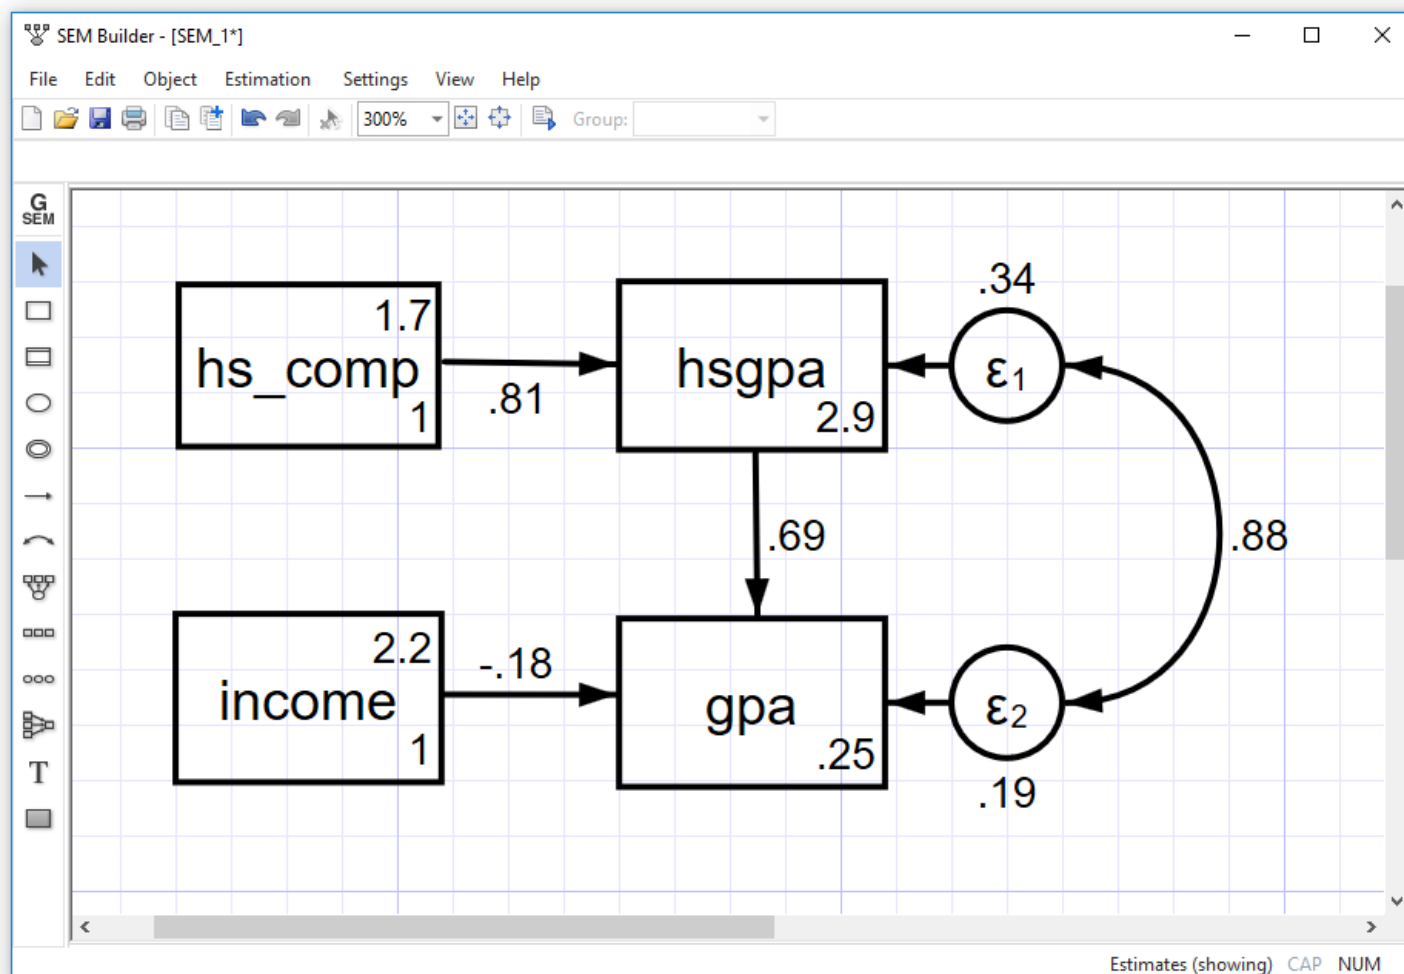 SEM Builder - [SEM_1*]
File Edit Object Estimation Settings View Help
300% Group:
G
SEM
T
1.7
hs_comp
1
.81
hsgpa
2.9
.34
ε1
.69
.88
2.2
income
1
-.18
gpa
.25
ε2
.19
Estimates (showing) CAP NUM